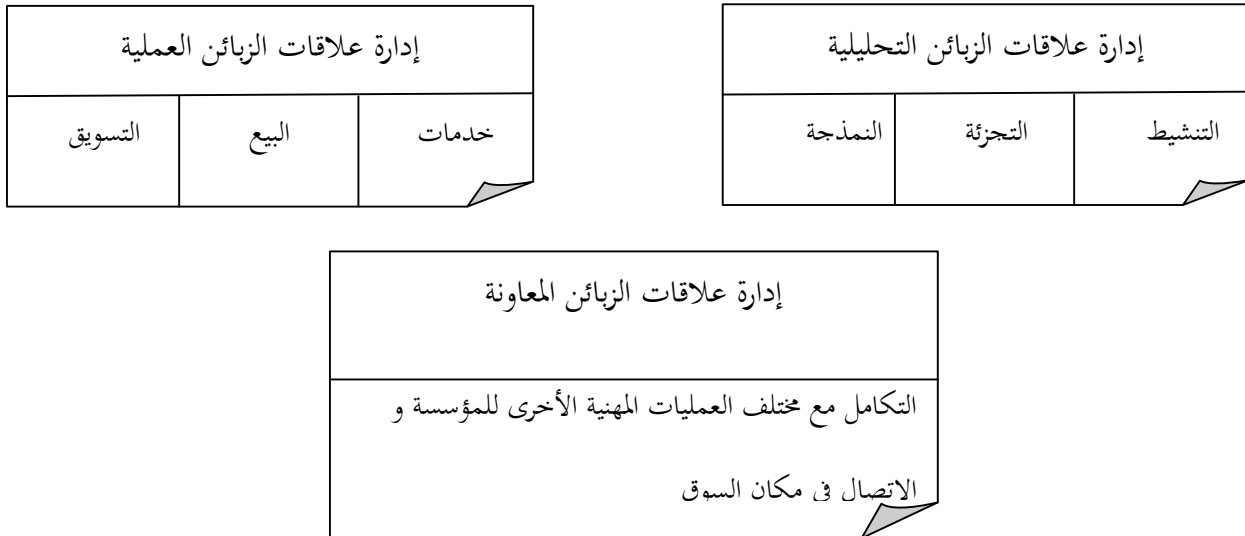 إدارة علاقات الزبائن التحليلية
التنشيط
التجزئة
النمذجة
إدارة علاقات الزبائن العملية
خدمات
البيع
التسويق
إدارة علاقات الزبائن المعاونة
التكامل مع مختلف العمليات المهنية الأخرى للمؤسسة و
الاتصال في مكان السوق